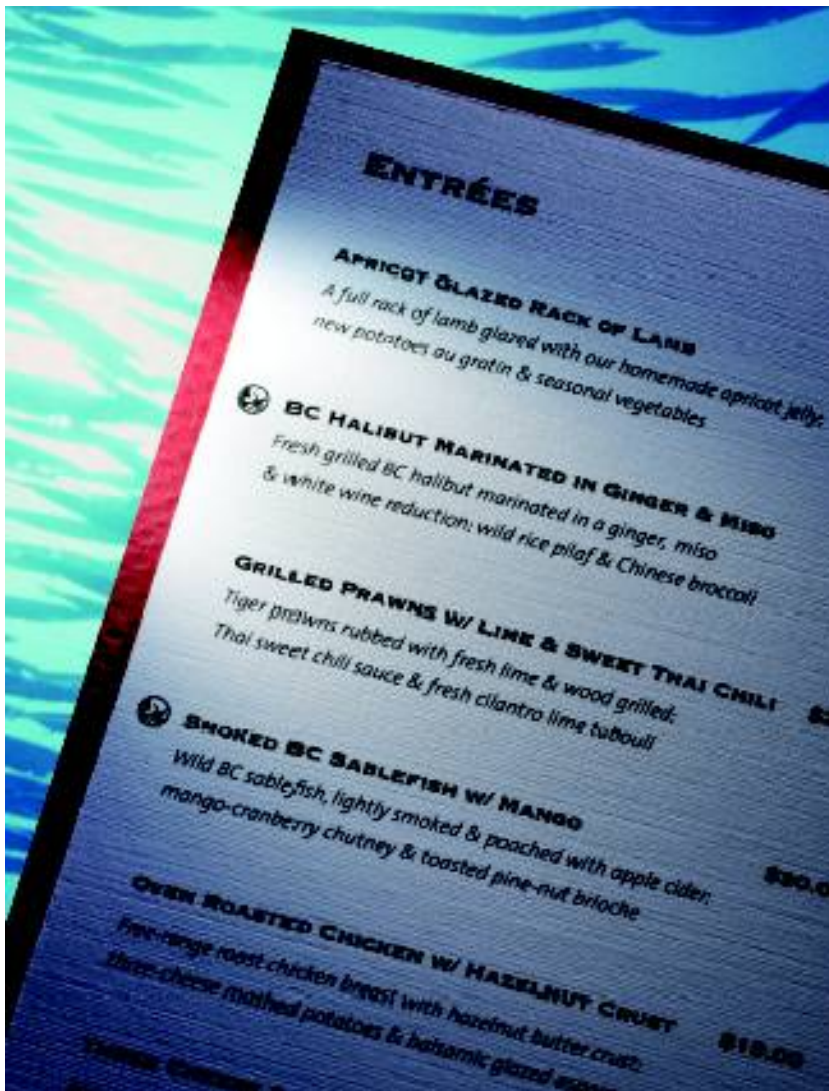 ENTRÉES
APRICOT GLAZED RACK OF LAMB
A full rack of lamb glazed with our homemade apricot jelly;
new potatoes au gratin & seasonal vegetables
BC HALIBUT MARINATED IN GINGER & MISO
Fresh grilled BC halibut marinated in a ginger, miso
& white wine reduction; wild rice pilaf & Chinese broccoli
GRILLED PRAWNS W/ LIME & SWEET THAI CHILI
Tiger prawns rubbed with fresh lime & wood grilled;
Thai sweet chili sauce & fresh cilantro lime tabouli
SMOKED BC SABLEFISH W/ MANGO
Wild BC sablefish, lightly smoked & poached with apple cider;
mango-cranberry chutney & toasted pine-nut brioche
OVEN ROASTED CHICKEN W/ HAZELNUT CRUST $19.00
Free-range roast chicken breast with hazelnut butter crust;
three-cheese mashed potatoes & balsamic glazed